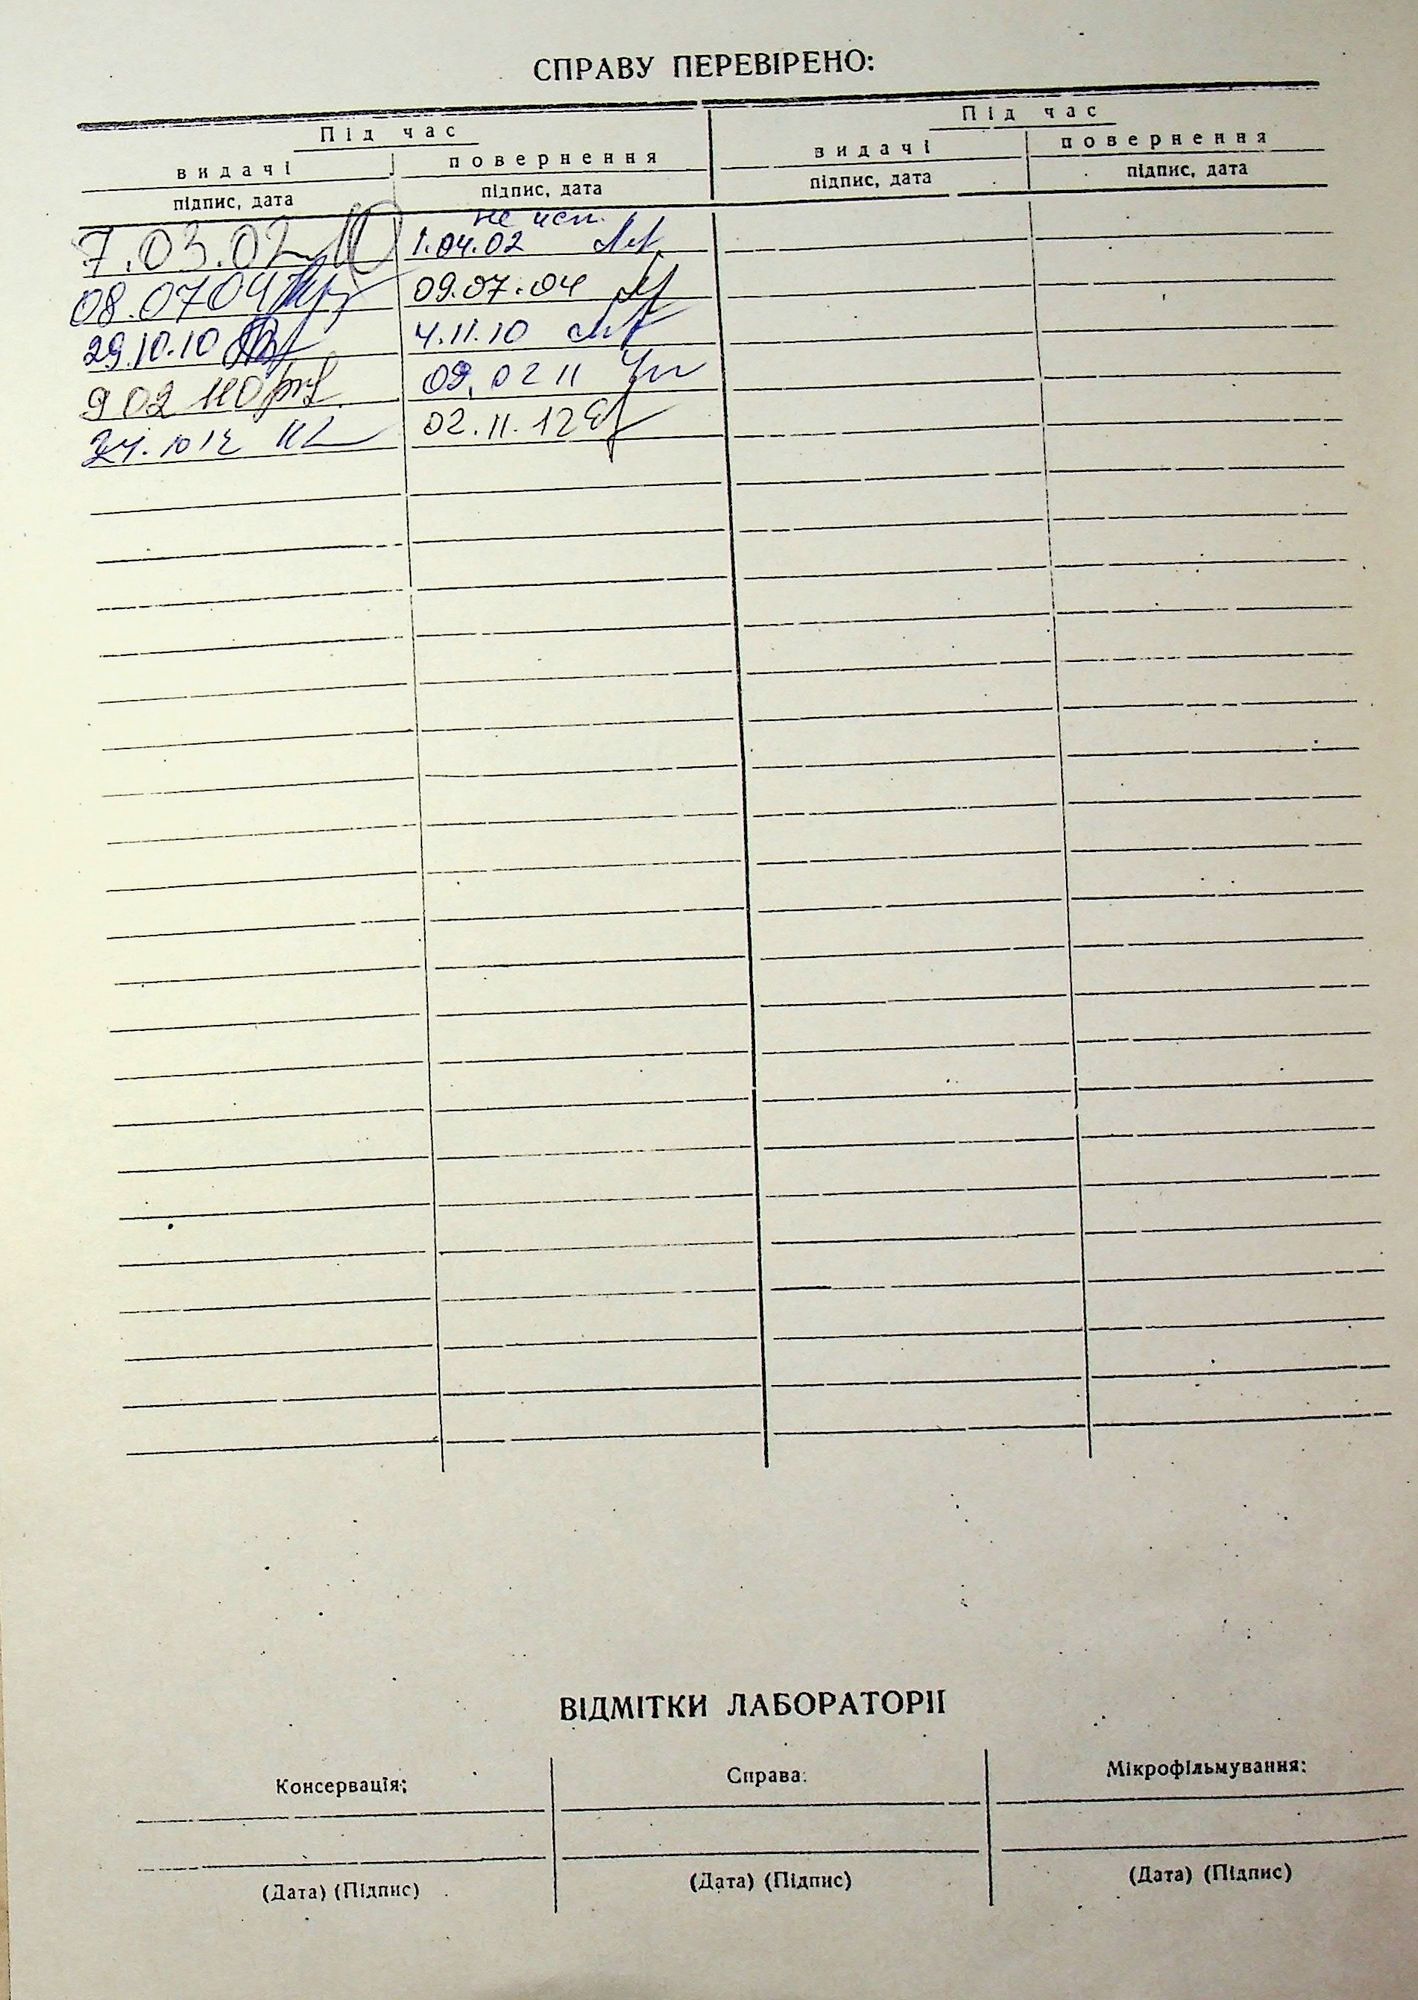 СПРАВУ ПЕРЕВІРЕНО:
Під час Під час
видачі повернення видачі повернення
підпис, дата підпис, дата підпис, дата підпис, дата
не исп.
7.03.02 1.04.02
08.07 04 09.07.04
29.10.10 4.11.10
9 02 11 09.02 11
24.10 12 02.11.12
ВІДМІТКИ ЛАБОРАТОРІЇ
Консервація: Справа: Мікрофільмування:
(Дата) (Підпис) (Дата) (Підпис) (Дата) (Підпис)